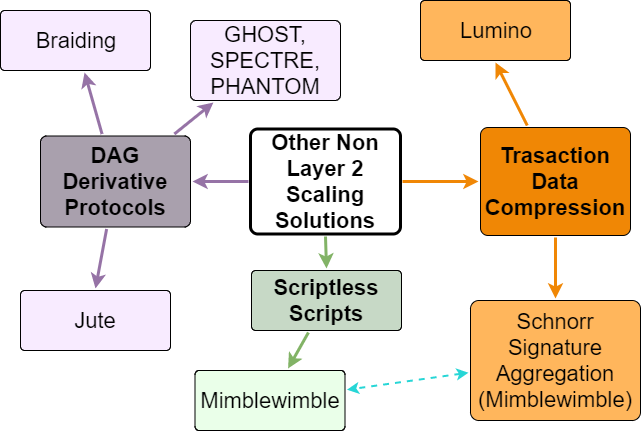 Braiding
GHOST,
SPECTRE,
PHANTOM
Lumino
DAG
Derivative
Protocols
Other Non
Layer 2
Scaling
Solutions
Trasaction
Data
Compression
Scriptless
Scripts
Jute
Schnorr
Signature
Aggregation
(Mimblewimble)
Mimblewimble